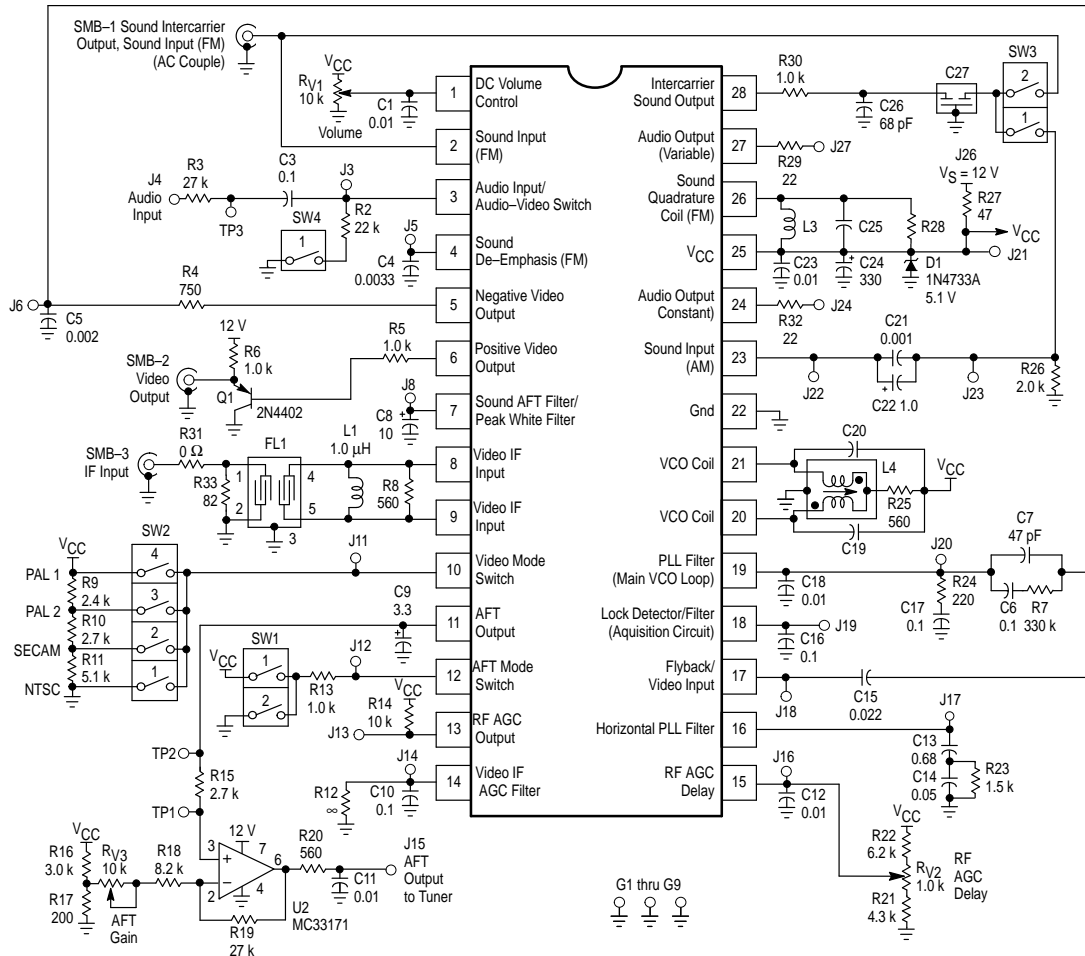 SMB–1 Sound Intercarrier
Output, Sound Input (FM)
(AC Couple)
VCC
RV1
10 k
Volume
C1
0.01
1
DC Volume
Control
2
Sound Input
(FM)
J4
Audio
Input
R3
27 k
TP3
C3
0.1
J3
3
Audio Input/
Audio–Video Switch
SW4
1
R2
22 k
J5
C4
0.0033
4
Sound
De–Emphasis (FM)
J6
C5
0.002
R4
750
5
Negative Video
Output
SMB–2
Video
Output
12 V
R6
1.0 k
Q1
2N4402
R5
1.0 k
6
Positive Video
Output
J8
C8
10
+
7
Sound AFT Filter/
Peak White Filter
SMB–3
IF Input
R31
0 Ω
R33
82
FL1
1
2
3
4
5
L1
1.0 µH
R8
560
8
Video IF
Input
9
Video IF
Input
SW2
VCC
PAL 1
R9
2.4 k
PAL 2
R10
2.7 k
SECAM
R11
5.1 k
NTSC
4
3
2
1
J11
10
Video Mode
Switch
C9
3.3
+
11
AFT
Output
SW1
VCC
1
2
R13
1.0 k
J12
12
AFT Mode
Switch
VCC
R14
10 k
J13
13
RF AGC
Output
J14
R12
∞
C10
0.1
14
Video IF
AGC Filter
TP2
R15
2.7 k
TP1
VCC
R16
3.0 k
R17
200
RV3
10 k
AFT
Gain
R18
8.2 k
12 V
3
+
7
6
–
2
4
U2
MC33171
R19
27 k
R20
560
C11
0.01
J15
AFT
Output
to Tuner
Intercarrier
Sound Output
28
R30
1.0 k
C26
68 pF
C27
SW3
2
1
Audio Output
(Variable)
27
R29
22
J27
Sound
Quadrature
Coil (FM)
26
L3
C25
R28
J26
VS = 12 V
R27
47
VCC
J21
VCC
25
C23
0.01
+
C24
330
D1
1N4733A
5.1 V
Audio Output
Constant)
24
R32
22
J24
Sound Input
(AM)
23
J22
C21
0.001
+
C22 1.0
J23
R26
2.0 k
Gnd
22
VCO Coil
21
C20
L4
R25
560
VCC
VCO Coil
20
C19
PLL Filter
(Main VCO Loop)
19
C18
0.01
J20
R24
220
C17
0.1
C7
47 pF
C6
0.1
R7
330 k
Lock Detector/Filter
(Aquisition Circuit)
18
C16
0.1
J19
Flyback/
Video Input
17
J18
C15
0.022
Horizontal PLL Filter
16
J17
C13
0.68
C14
0.05
R23
1.5 k
RF AGC
Delay
15
J16
C12
0.01
VCC
R22
6.2 k
RV2
1.0 k
R21
4.3 k
RF
AGC
Delay
G1 thru G9